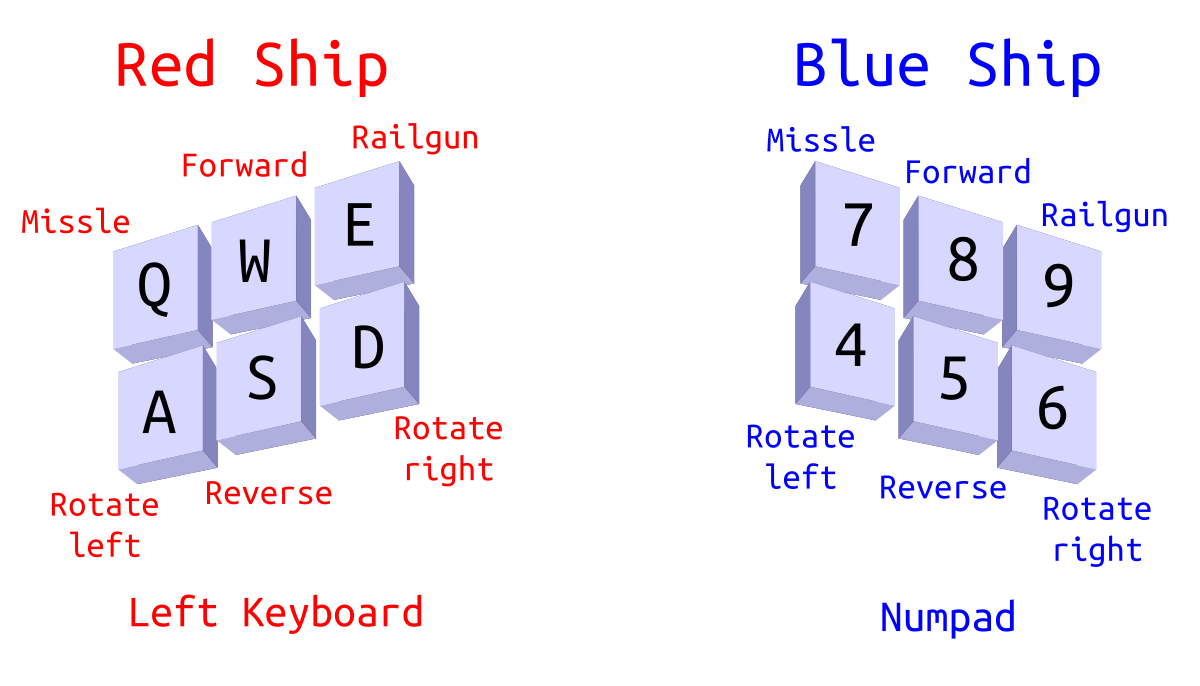 Red Ship
Missle
Forward
Railgun
Q
W
E
A
S
D
Rotate
left
Reverse
Rotate
right
Left Keyboard
Blue Ship
Missle
Forward
Railgun
7
8
9
4
5
6
Rotate
left
Reverse
Rotate
right
Numpad